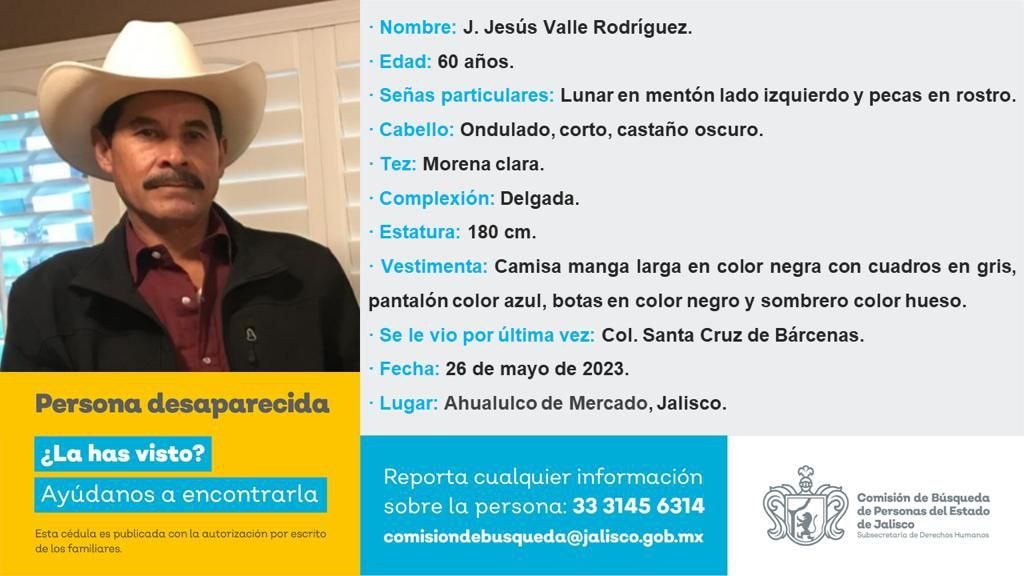 · Nombre: J. Jesús Valle Rodríguez.
· Edad: 60 años.
· Señas particulares: Lunar en mentón lado izquierdo y pecas en rostro.
· Cabello: Ondulado, corto, castaño oscuro.
· Tez: Morena clara.
· Complexión: Delgada.
· Estatura: 180 cm.
· Vestimenta: Camisa manga larga en color negra con cuadros en gris,
pantalón color azul, botas en color negro y sombrero color hueso.
· Se le vio por última vez: Col. Santa Cruz de Bárcenas.
· Fecha: 26 de mayo de 2023.
· Lugar: Ahualulco de Mercado, Jalisco.
Persona desaparecida
¿La has visto?
Ayúdanos a encontrarla
Esta cédula es publicada con la autorización por escrito
de los familiares.
Reporta cualquier información
sobre la persona: 33 3145 6314
comisiondebusqueda@jalisco.gob.mx
Comisión de Búsqueda
de Personas del Estado
de Jalisco
Subsecretaría de Derechos Humanos